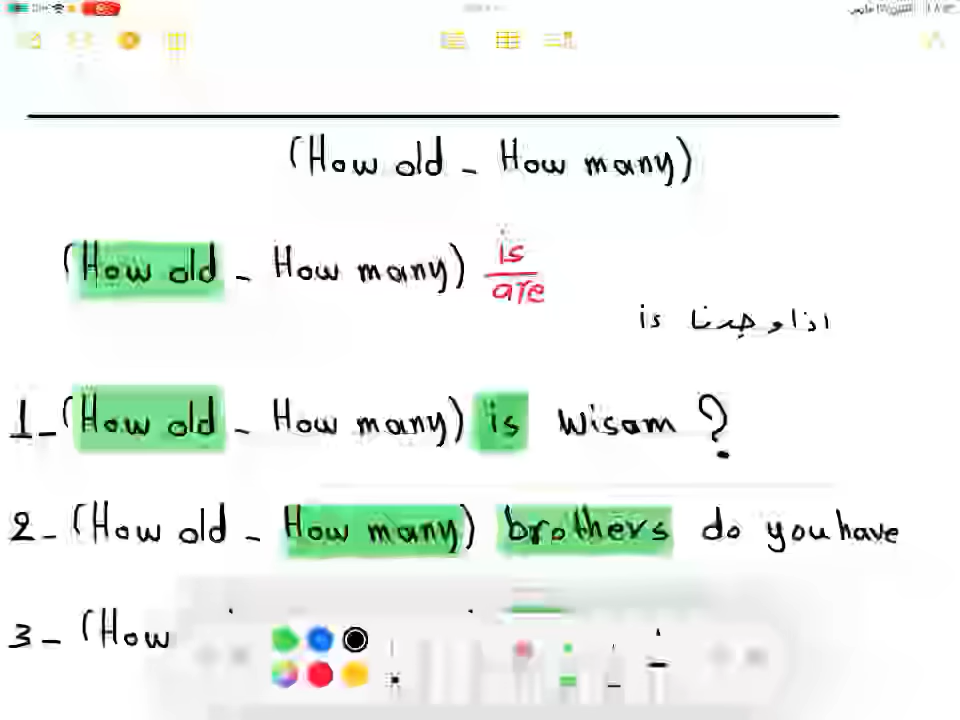 (How old - How many)
(How old - How many) is
are
اذا وجدنا is
1-(How old - How many) is Wisam ?
2-(How old - How many) brothers do you have
3-(How